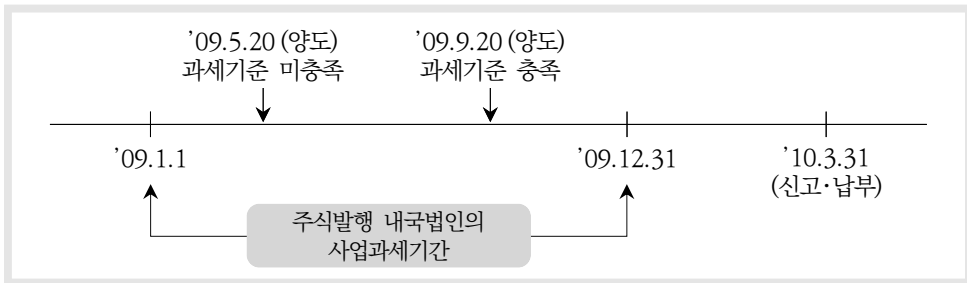 ’09.5.20 (양도)
과세기준 미충족
’09.9.20 (양도)
과세기준 충족
’09.1.1
’09.12.31
’10.3.31
(신고·납부)
주식발행 내국법인의
사업과세기간